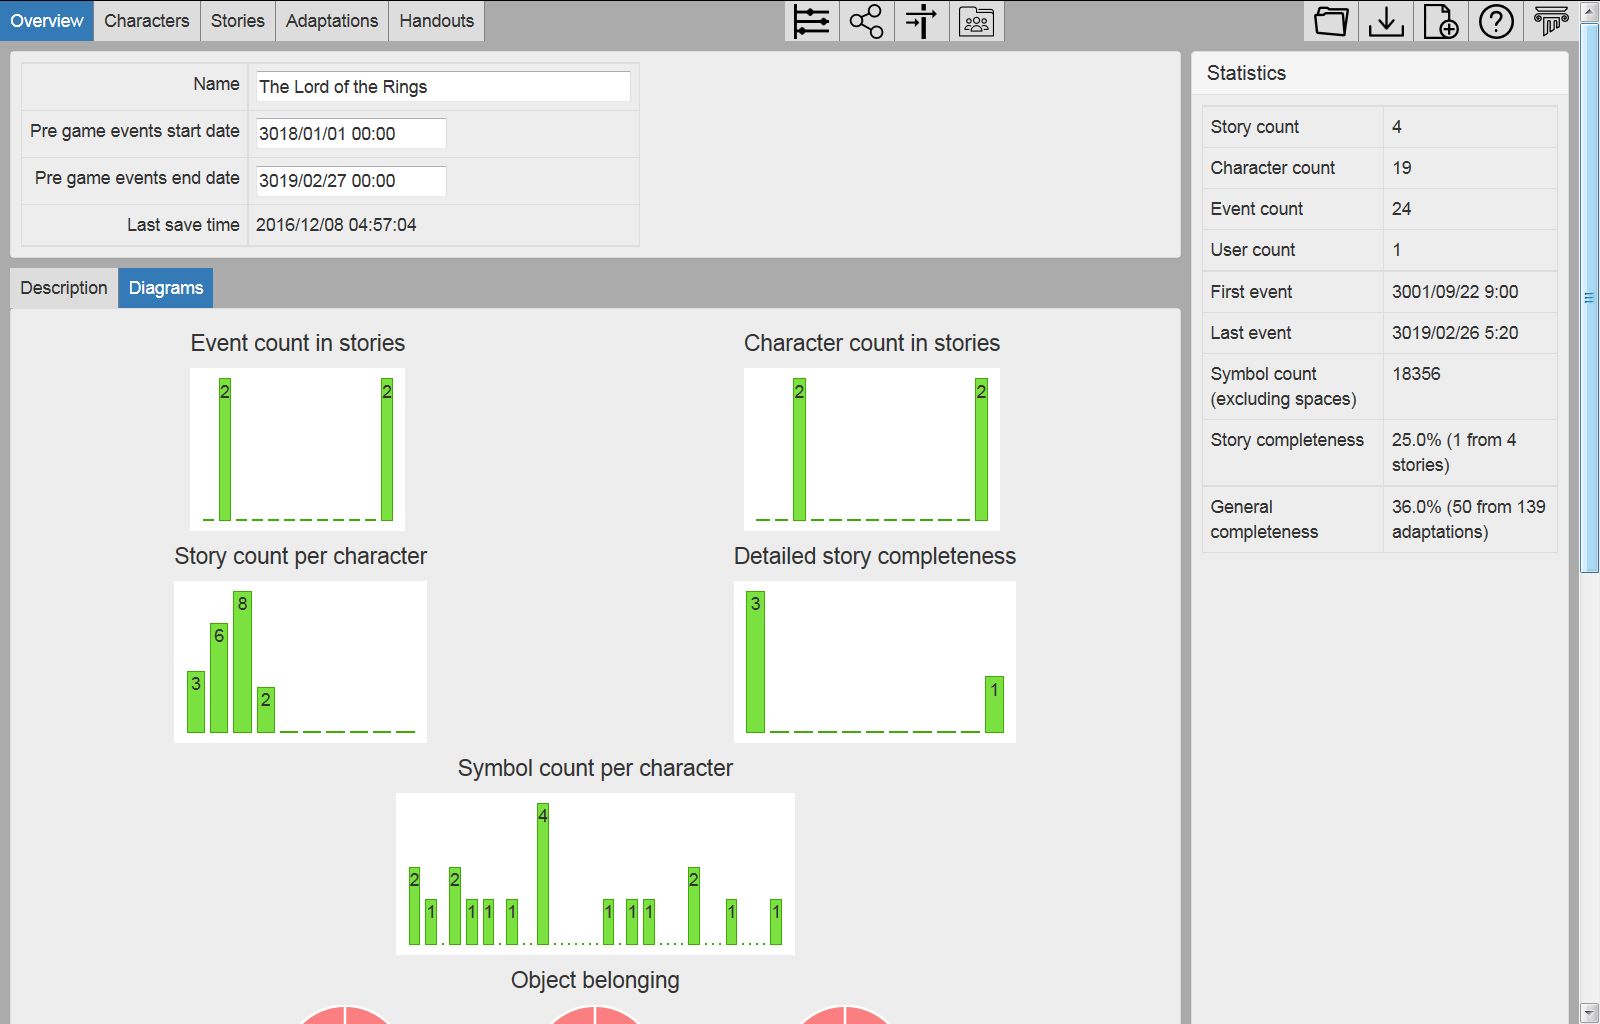 Overview Characters Stories Adaptations Handouts
Name The Lord of the Rings
Pre game events start date 3018/01/01 00:00
Pre game events end date 3019/02/27 00:00
Last save time 2016/12/08 04:57:04
Description Diagrams
Event count in stories
2 2
Character count in stories
2 2
Story count per character
3 6 8 2
Detailed story completeness
3 1
Symbol count per character
2 1 2 1 1 1 4 1 1 1 2 1 1
Object belonging
Statistics
Story count 4
Character count 19
Event count 24
User count 1
First event 3001/09/22 9:00
Last event 3019/02/26 5:20
Symbol count 18356
(excluding spaces)
Story completeness 25.0% (1 from 4
stories)
General 36.0% (50 from 139
completeness adaptations)